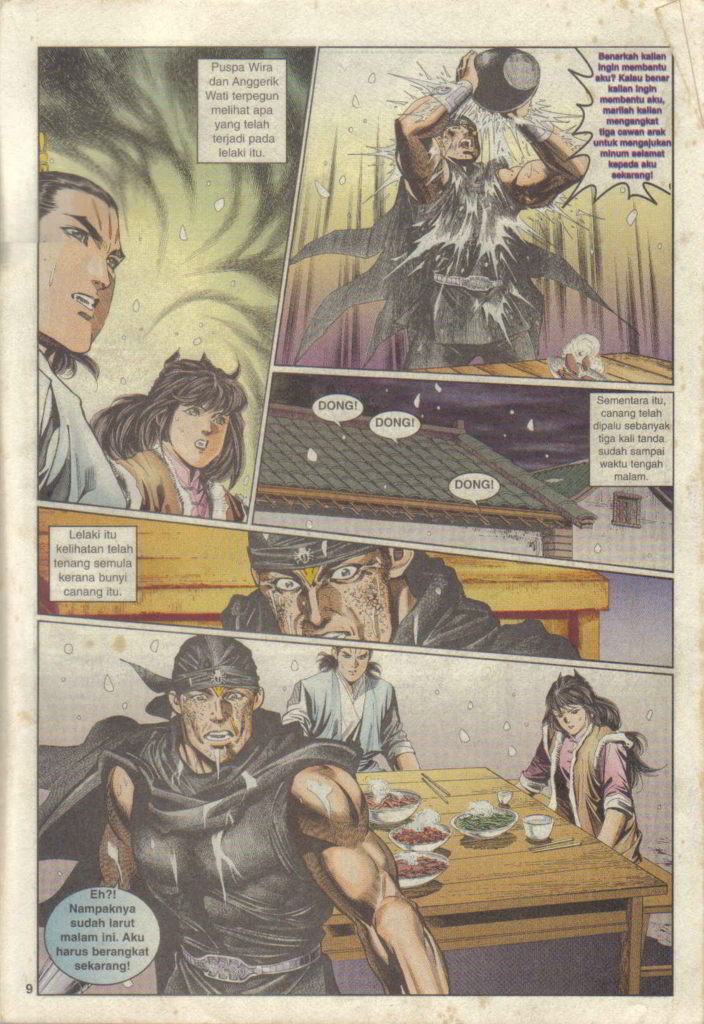 Puspa Wira
dan Anggerik
Wati terpegun
melihat apa
yang telah
terjadi pada
lelaki itu.
Benarkah kalian
ingin membantu
aku? Kalau benar
kalian ingin
membantu aku,
marilah kalian
mengangkat
tiga cawan arak
untuk mengajukan
minum selamat
kepada aku
sekarang!
DONG!
DONG!
DONG!
Sementara itu,
canang telah
dipalu sebanyak
tiga kali tanda
sudah sampai
waktu tengah
malam.
Lelaki itu
kelihatan telah
tenang semula
kerana bunyi
canang itu.
Eh?!
Nampaknya
sudah larut
malam ini. Aku
harus berangkat
sekarang!
9